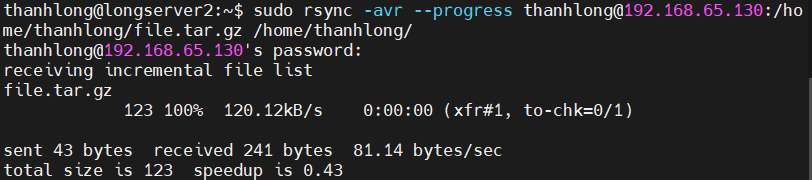 thanhlong@longserver2:~$ sudo rsync -avr --progress thanhlong@192.168.65.130:/ho
me/thanhlong/file.tar.gz /home/thanhlong/
thanhlong@192.168.65.130's password:
receiving incremental file list
file.tar.gz
            123 100%  120.12kB/s    0:00:00 (xfr#1, to-chk=0/1)

sent 43 bytes  received 241 bytes  81.14 bytes/sec
total size is 123  speedup is 0.43